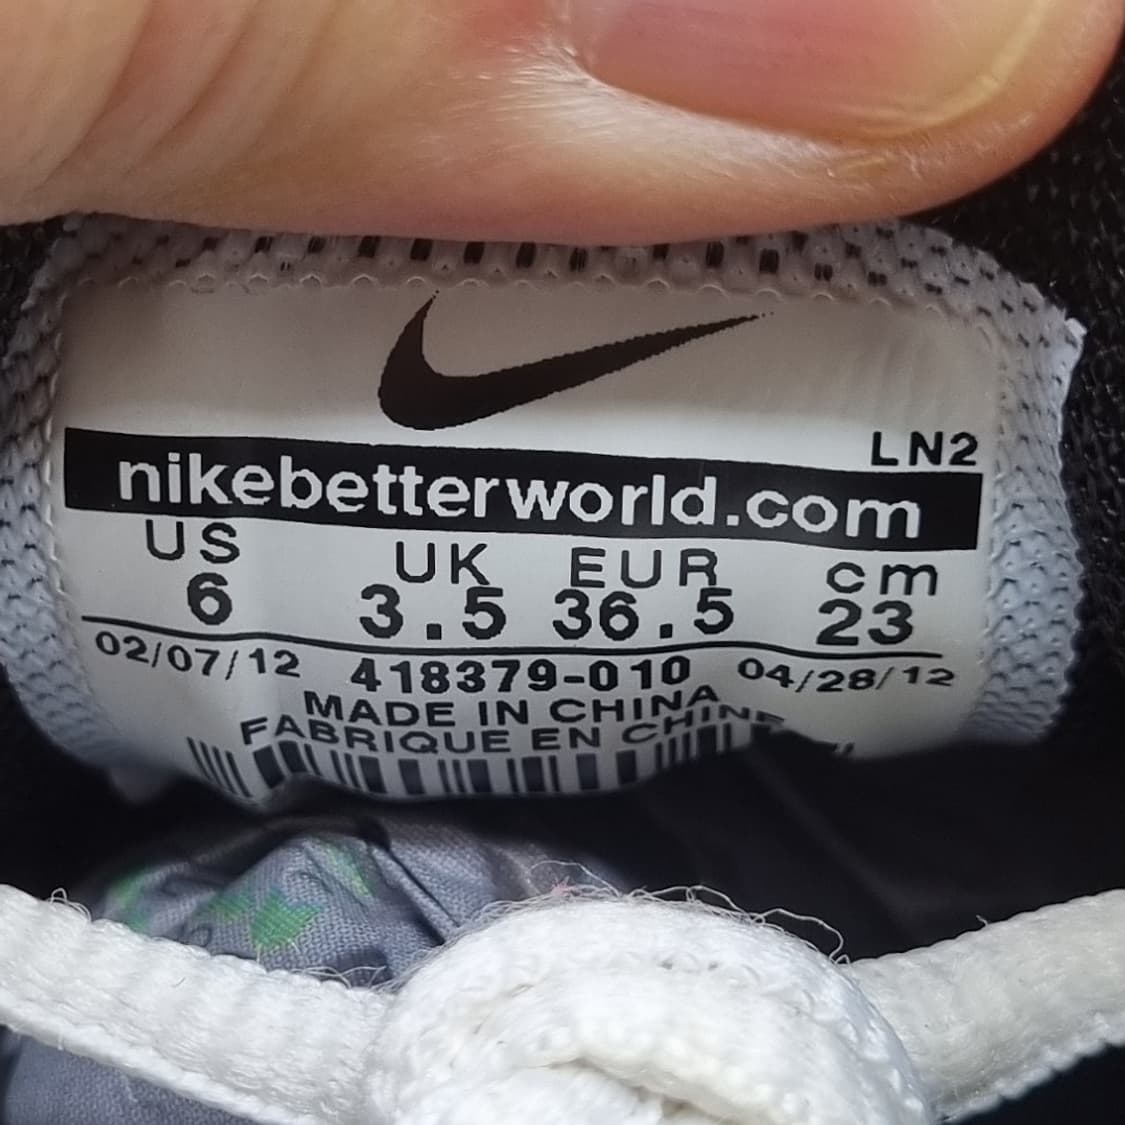 LN2
nikebetterworld.com
US UK EUR cm
6 3.5 36.5 23
02/07/12 418379-010 04/28/12
MADE IN CHINA
FABRIQUE EN CHINE